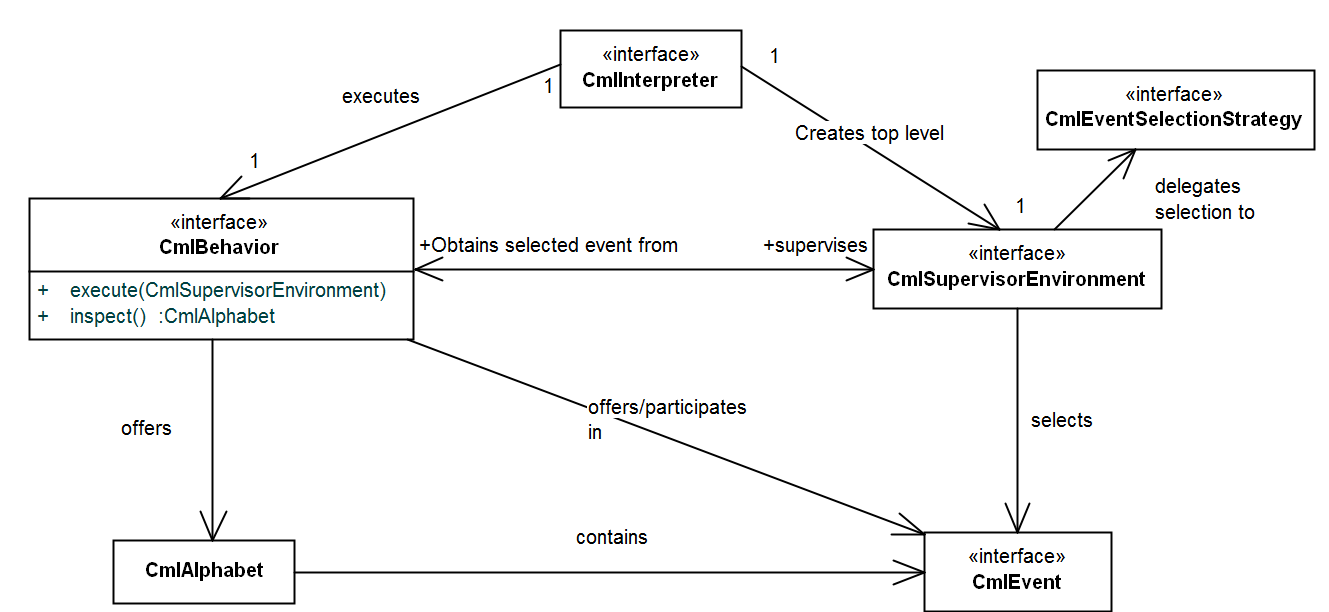 «interface»
CmlInterpreter
1
1
executes
1
Creates top level
1
«interface»
CmlEventSelectionStrategy
delegates
selection to
«interface»
CmlBehavior
+ execute(CmlSupervisorEnvironment)
+ inspect() :CmlAlphabet
+Obtains selected event from
+supervises
«interface»
CmlSupervisorEnvironment
offers
offers/participates
in
selects
CmlAlphabet
contains
«interface»
CmlEvent